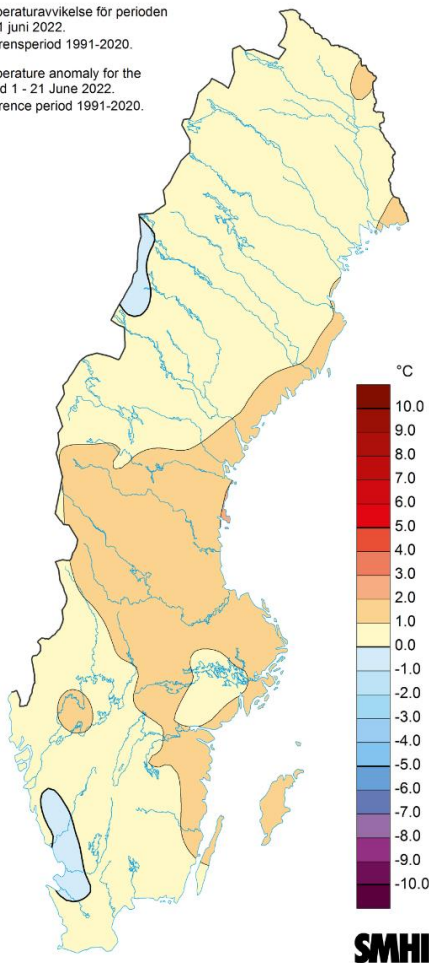 peraturavvikelse för perioden
1 juni 2022.
rensperiod 1991-2020.
perature anomaly for the
d 1 - 21 June 2022.
rence period 1991-2020.
°C
10.0
9.0
8.0
7.0
6.0
5.0
4.0
3.0
2.0
1.0
0.0
-1.0
-2.0
-3.0
-4.0
-5.0
-6.0
-7.0
-8.0
-9.0
-10.0
SMHI